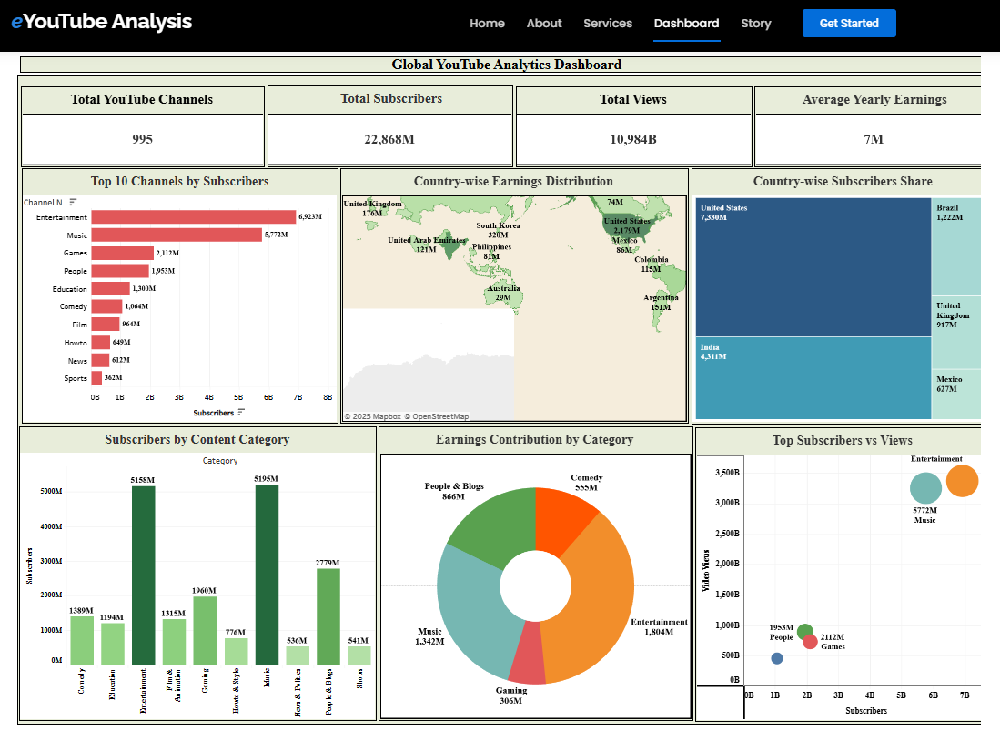 eYouTube Analysis
Home About Services Dashboard Story Get Started
Global YouTube Analytics Dashboard
Total YouTube Channels
995
Total Subscribers
22,868M
Total Views
10,984B
Average Yearly Earnings
7M
Top 10 Channels by Subscribers
Channel N..
Entertainment 6,923M
Music 5,772M
Games 2,112M
People 1,953M
Education 1,300M
Comedy 1,064M
Film 964M
Howto 649M
News 612M
Sports 362M
0B 1B 2B 3B 4B 5B 6B 7B 8B
Subscribers
Country-wise Earnings Distribution
United Kingdom
176M
74M
South Korea
320M
United States
2,179M
United Arab Emirates
121M
Philippines
81M
Mexico
86M
Colombia
115M
Australia
29M
Argentina
151M
© 2025 Mapbox © OpenStreetMap
Country-wise Subscribers Share
United States
7,330M
India
4,311M
Brazil
1,222M
United
Kingdom
917M
Mexico
627M
Subscribers by Content Category
Category
Subscribers
5000M
4000M
3000M
2000M
1000M
0M
1389M
1194M
5158M
1315M
1960M
776M
5195M
536M
2779M
541M
Comedy
Education
Entertainment
Film &
Animation
Gaming
Howto & Style
Music
News & Politics
People & Blogs
Shows
Earnings Contribution by Category
People & Blogs
866M
Comedy
555M
Entertainment
1,804M
Music
1,342M
Gaming
306M
Top Subscribers vs Views
Video Views
3,500B
3,000B
2,500B
2,000B
1,500B
1,000B
500B
0B
Entertainment
5772M
Music
1953M
People
2112M
Games
0B 1B 2B 3B 4B 5B 6B 7B
Subscribers